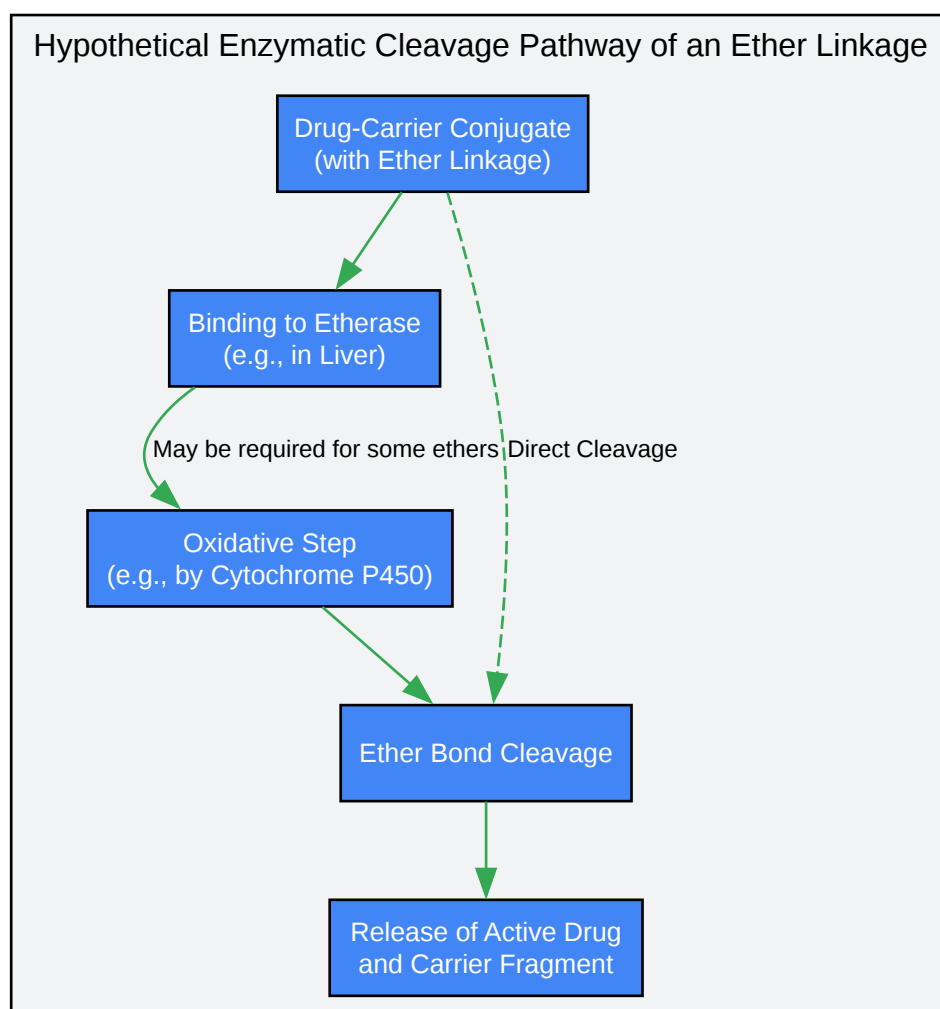 Hypothetical Enzymatic Cleavage Pathway of an Ether Linkage
Drug-Carrier Conjugate
(with Ether Linkage)
Binding to Etherase
(e.g., in Liver)
May be required for some ethers
Direct Cleavage
Oxidative Step
(e.g., by Cytochrome P450)
Ether Bond Cleavage
Release of Active Drug
and Carrier Fragment